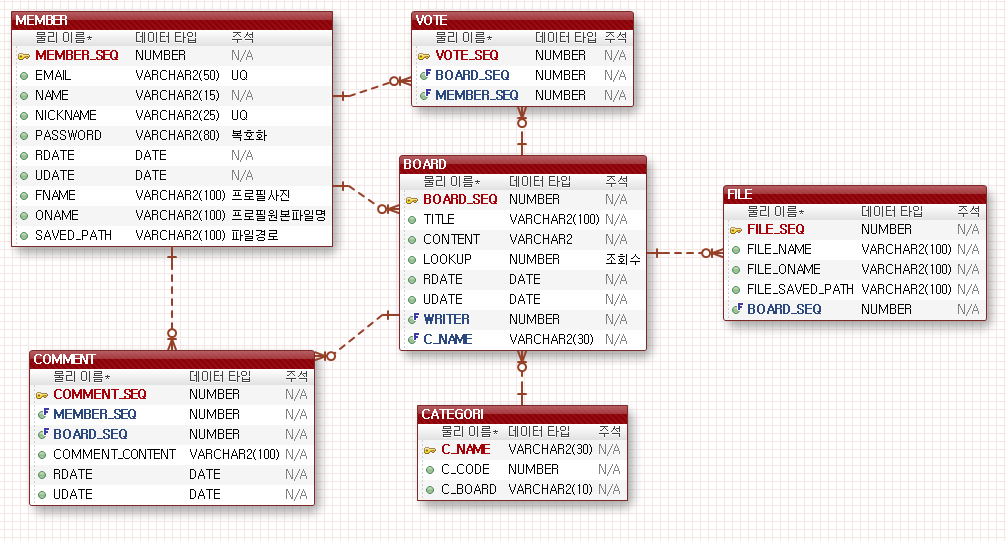 MEMBER
물리 이름* 데이터 타입 주석
MEMBER_SEQ NUMBER N/A
EMAIL VARCHAR2(50) UQ
NAME VARCHAR2(15) N/A
NICKNAME VARCHAR2(25) UQ
PASSWORD VARCHAR2(80) 복호화
RDATE DATE N/A
UDATE DATE N/A
FNAME VARCHAR2(100) 프로필사진
ONAME VARCHAR2(100) 프로필원본파일명
SAVED_PATH VARCHAR2(100) 파일경로
VOTE
물리 이름* 데이터 타입 주석
VOTE_SEQ NUMBER N/A
BOARD_SEQ NUMBER N/A
MEMBER_SEQ NUMBER N/A
BOARD
물리 이름* 데이터 타입 주석
BOARD_SEQ NUMBER N/A
TITLE VARCHAR2(100) N/A
CONTENT VARCHAR2 N/A
LOOKUP NUMBER 조회수
RDATE DATE N/A
UDATE DATE N/A
WRITER NUMBER N/A
C_NAME VARCHAR2(30) N/A
FILE
물리 이름* 데이터 타입 주석
FILE_SEQ NUMBER N/A
FILE_NAME VARCHAR2(100) N/A
FILE_ONAME VARCHAR2(100) N/A
FILE_SAVED_PATH VARCHAR2(100) N/A
BOARD_SEQ NUMBER N/A
COMMENT
물리 이름* 데이터 타입 주석
COMMENT_SEQ NUMBER N/A
MEMBER_SEQ NUMBER N/A
BOARD_SEQ NUMBER N/A
COMMENT_CONTENT VARCHAR2(100) N/A
RDATE DATE N/A
UDATE DATE N/A
CATEGORI
물리 이름* 데이터 타입 주석
C_NAME VARCHAR2(30) N/A
C_CODE NUMBER N/A
C_BOARD VARCHAR2(10) N/A